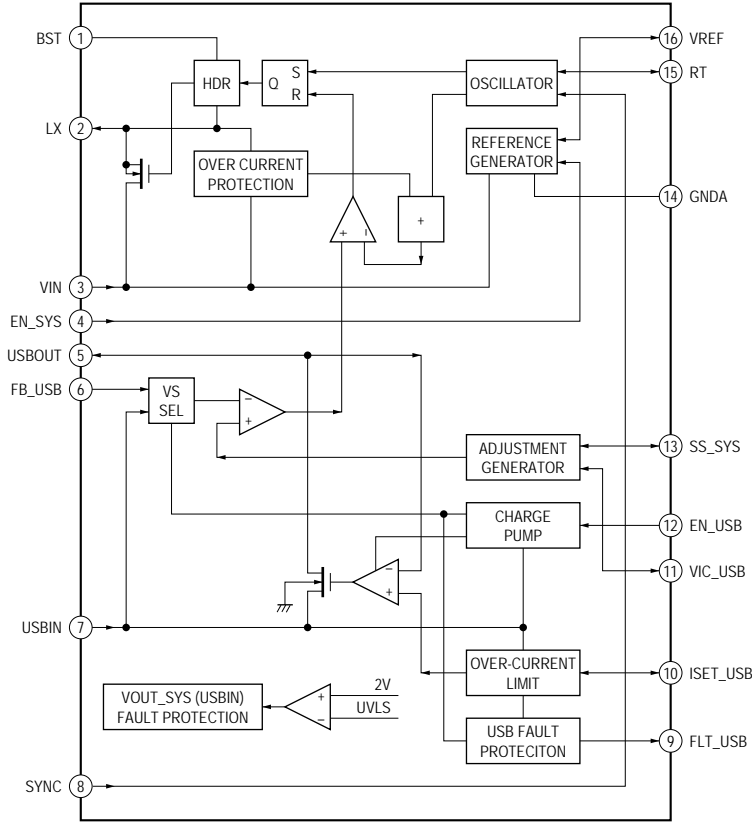 BST 1
LX 2
VIN 3
EN_SYS 4
USBOUT 5
FB_USB 6
USBIN 7
SYNC 8
16 VREF
15 RT
14 GNDA
13 SS_SYS
12 EN_USB
11 VIC_USB
10 ISET_USB
9 FLT_USB
HDR
Q S
R
OSCILLATOR
REFERENCE
GENERATOR
OVER CURRENT
PROTECTION
+
+ –
VS
SEL
–
+
ADJUSTMENT
GENERATOR
CHARGE
PUMP
–
+
OVER-CURRENT
LIMIT
VOUT_SYS (USBIN)
FAULT PROTECTION
+ 2V
– UVLS
USB FAULT
PROTECITON